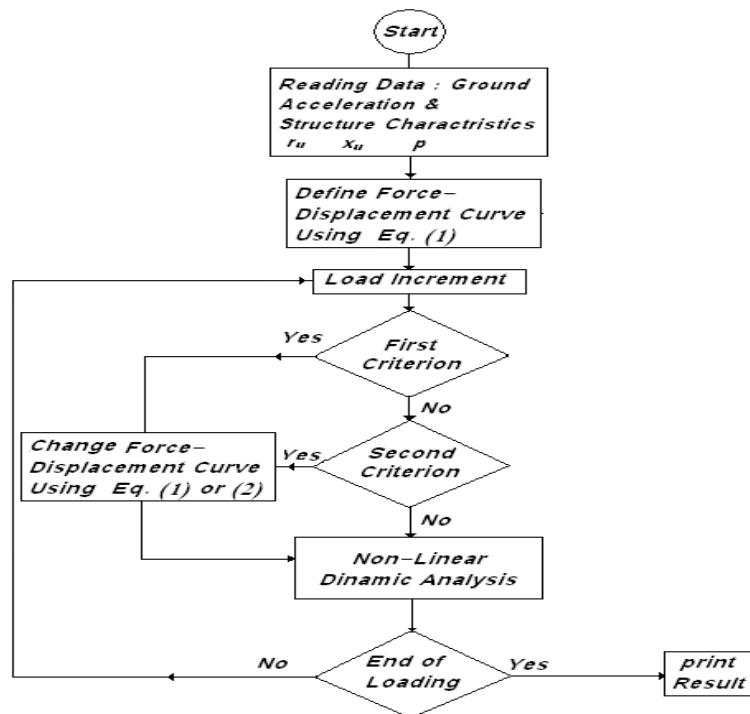 Start
Reading Data : Ground
Acceleration &
Structure Charctristics
rᵤ xᵤ p
Define Force-
Displacement Curve
Using Eq. (1)
Load Increment
Yes
First
Criterion
No
Change Force-
Displacement Curve
Using Eq. (1) or (2)
Yes
Second
Criterion
No
Non-Linear
Dinamic Analysis
No
End of
Loading
Yes
print
Result